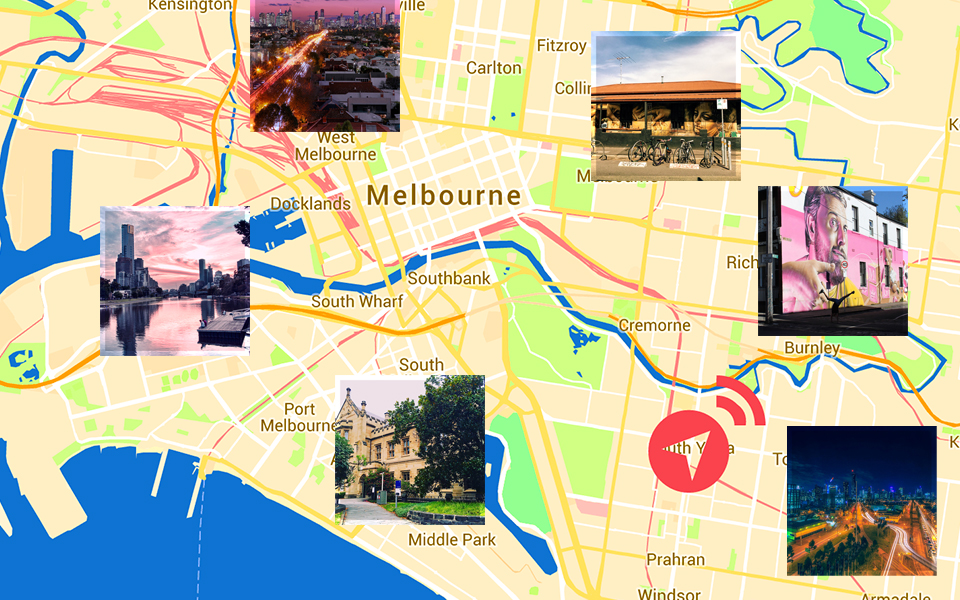 Kensington
ville
Fitzroy
Carlton
Collin
West
Melbourne
Docklands
Melbourne
Rich
Southbank
South Wharf
Cremorne
Burnley
South
Port
Melbourne
uth Y
Middle Park
Prahran
Windsor
Armadale